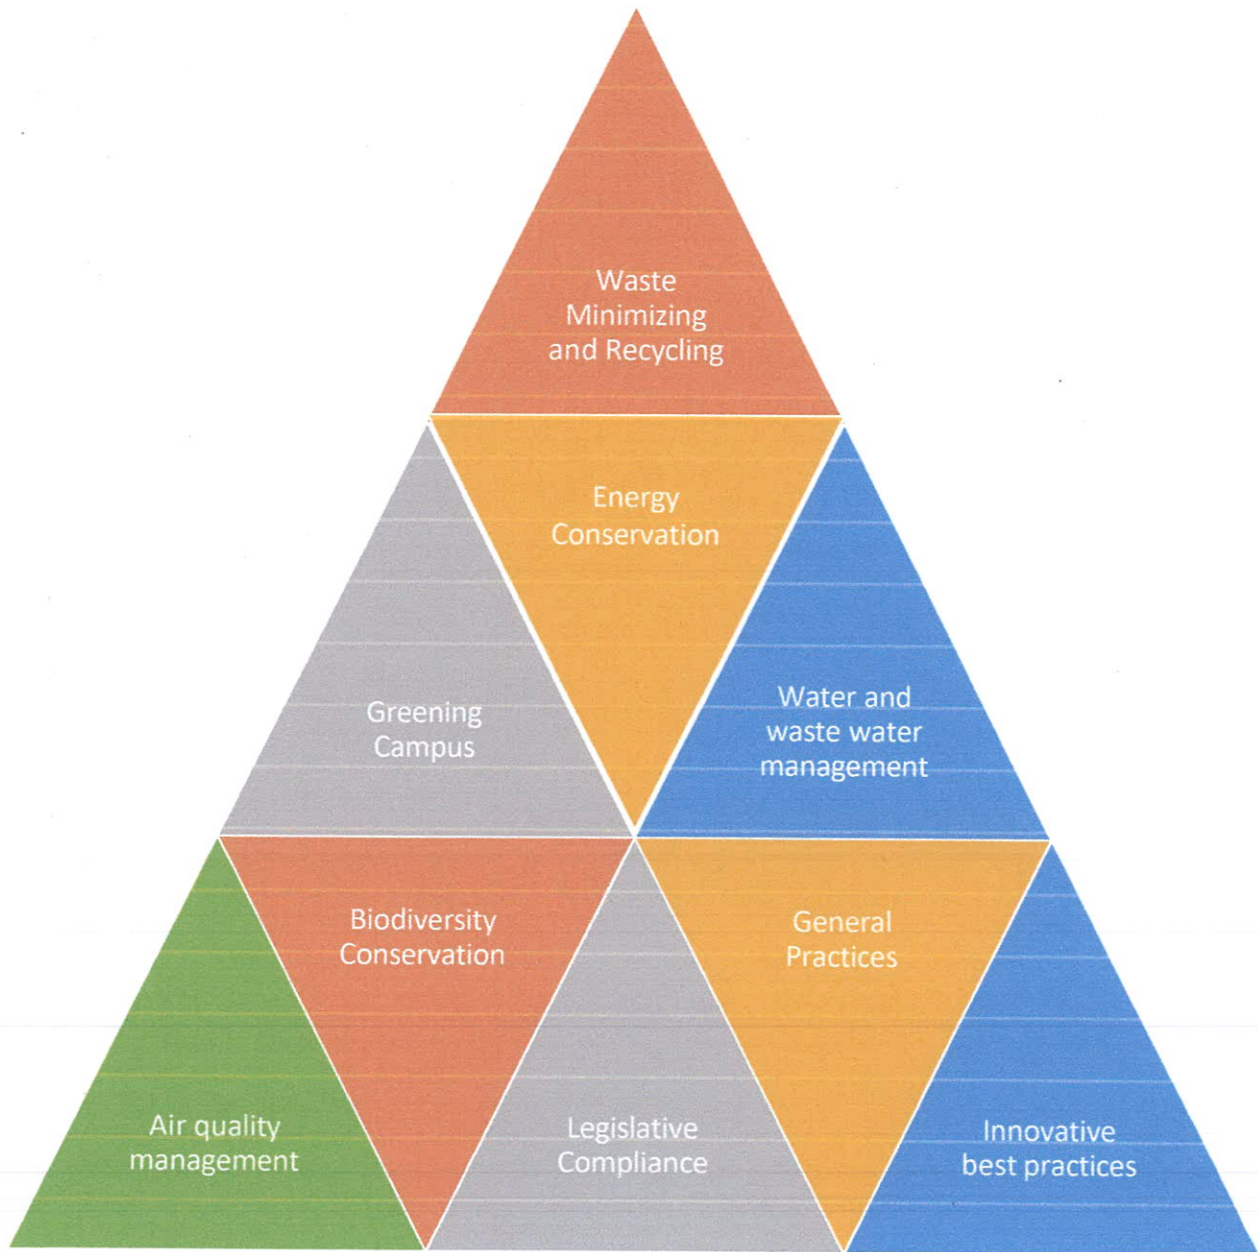 Waste
Minimizing
and Recycling
Energy
Conservation
Greening
Campus
Water and
waste water
management
Biodiversity
Conservation
General
Practices
Air quality
management
Legislative
Compliance
Innovative
best practices